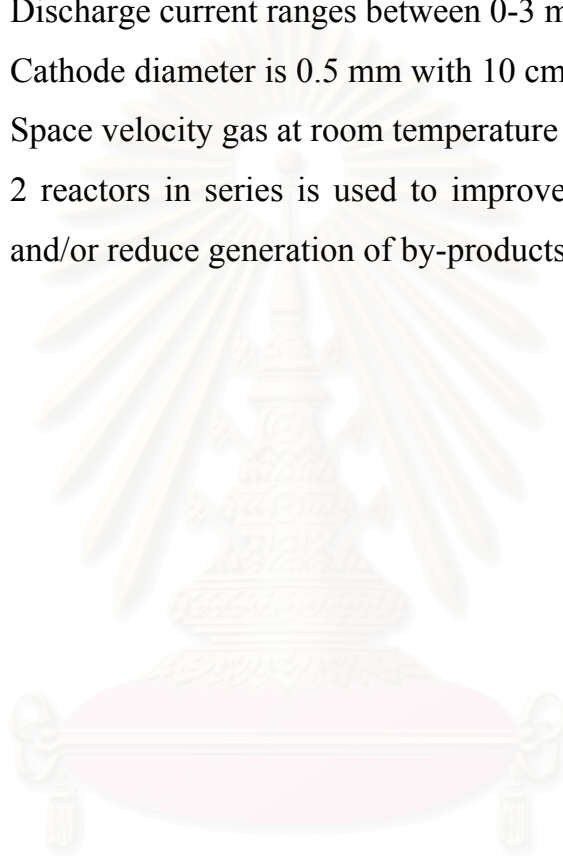 Discharge current ranges between 0-3 m
Cathode diameter is 0.5 mm with 10 cm
Space velocity gas at room temperature
2 reactors in series is used to improve
and/or reduce generation of by-products